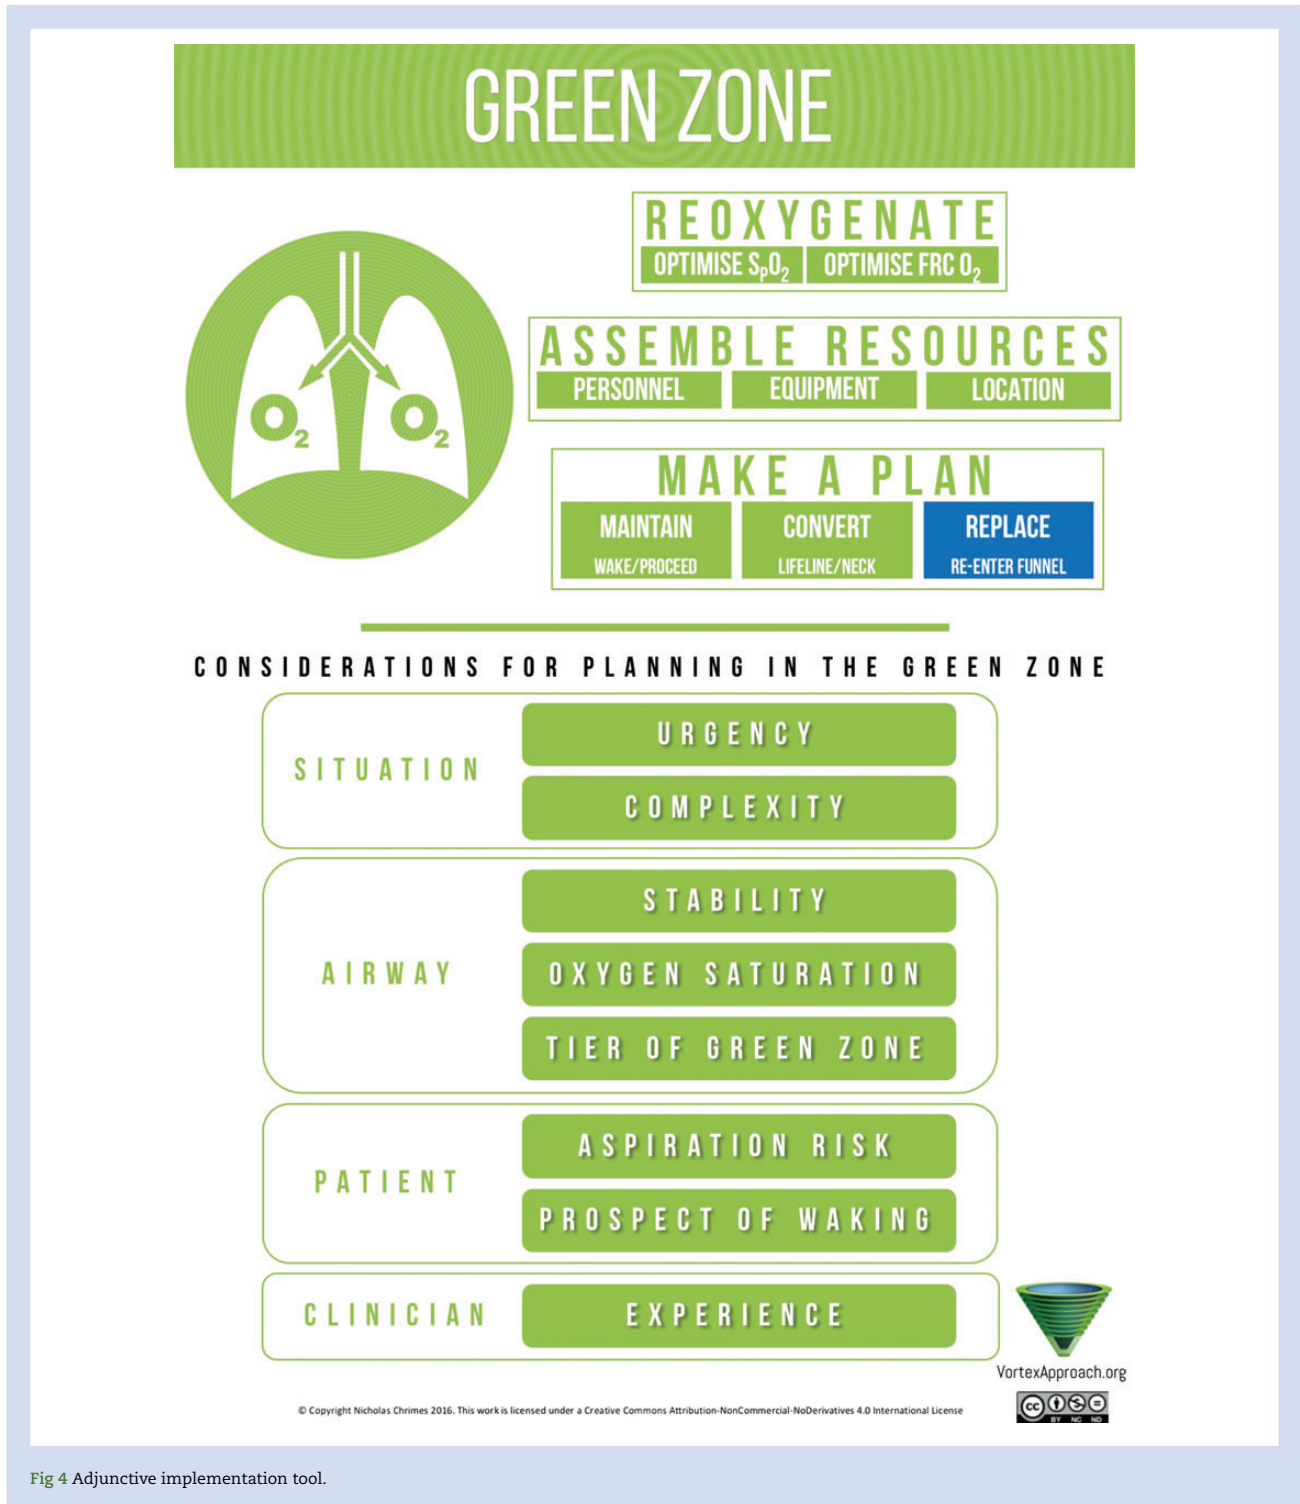 GREEN ZONE
REOXYGENATE
OPTIMISE SpO2 OPTIMISE FRC O2
O2 O2
ASSEMBLE RESOURCES
PERSONNEL EQUIPMENT LOCATION
MAKE A PLAN
MAINTAIN CONVERT REPLACE
WAKE/PROCEED LIFELINE/NECK RE-ENTER FUNNEL
CONSIDERATIONS FOR PLANNING IN THE GREEN ZONE
SITUATION
URGENCY
COMPLEXITY
AIRWAY
STABILITY
OXYGEN SATURATION
TIER OF GREEN ZONE
PATIENT
ASPIRATION RISK
PROSPECT OF WAKING
CLINICIAN
EXPERIENCE
VortexApproach.org
© Copyright Nicholas Chrimes 2016. This work is licensed under a Creative Commons Attribution-NonCommercial-NoDerivatives 4.0 International License
cc BY NC ND
Fig 4 Adjunctive implementation tool.